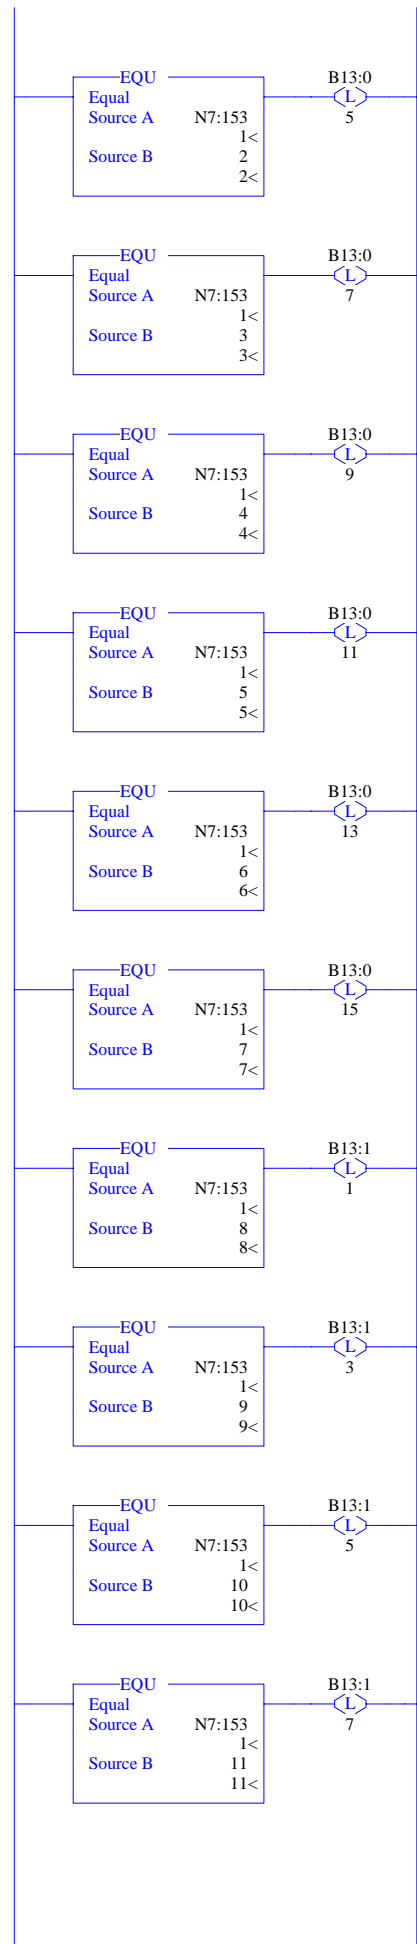 EQU B13:0
Equal L
Source A N7:153 5
1<
Source B 2
2<
EQU B13:0
Equal L
Source A N7:153 7
1<
Source B 3
3<
EQU B13:0
Equal L
Source A N7:153 9
1<
Source B 4
4<
EQU B13:0
Equal L
Source A N7:153 11
1<
Source B 5
5<
EQU B13:0
Equal L
Source A N7:153 13
1<
Source B 6
6<
EQU B13:0
Equal L
Source A N7:153 15
1<
Source B 7
7<
EQU B13:1
Equal L
Source A N7:153 1
1<
Source B 8
8<
EQU B13:1
Equal L
Source A N7:153 3
1<
Source B 9
9<
EQU B13:1
Equal L
Source A N7:153 5
1<
Source B 10
10<
EQU B13:1
Equal L
Source A N7:153 7
1<
Source B 11
11<